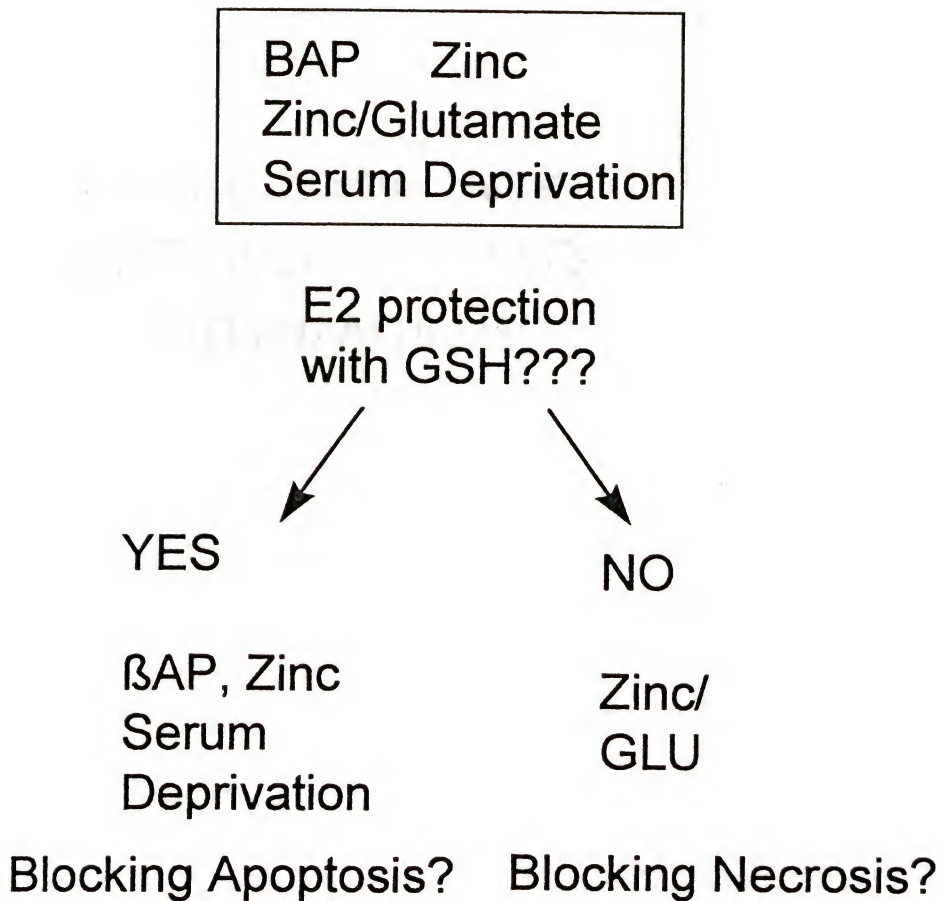 BAP Zinc
Zinc/Glutamate
Serum Deprivation
E2 protection
with GSH???
YES
NO
ßAP, Zinc
Serum
Deprivation
Zinc/
GLU
Blocking Apoptosis?
Blocking Necrosis?